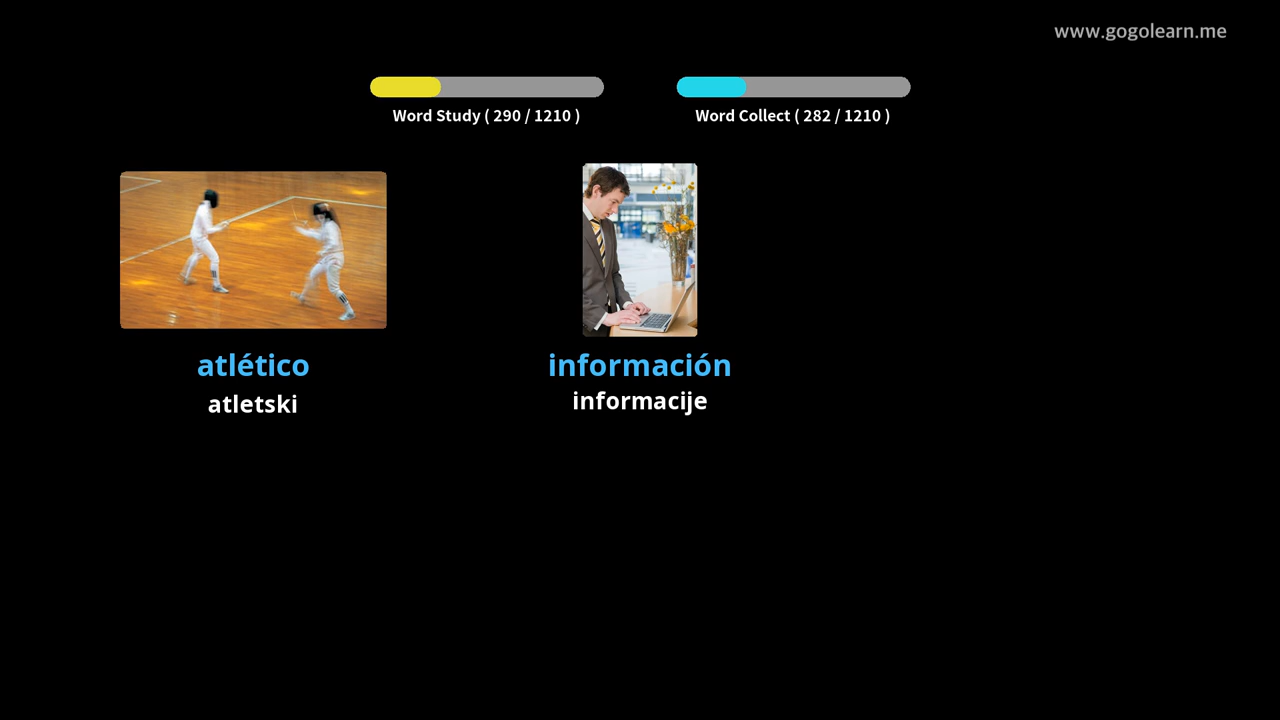 www.gogolearn.me
Word Study ( 290 / 1210 )
Word Collect ( 282 / 1210 )
atlético
atletski
información
informacije